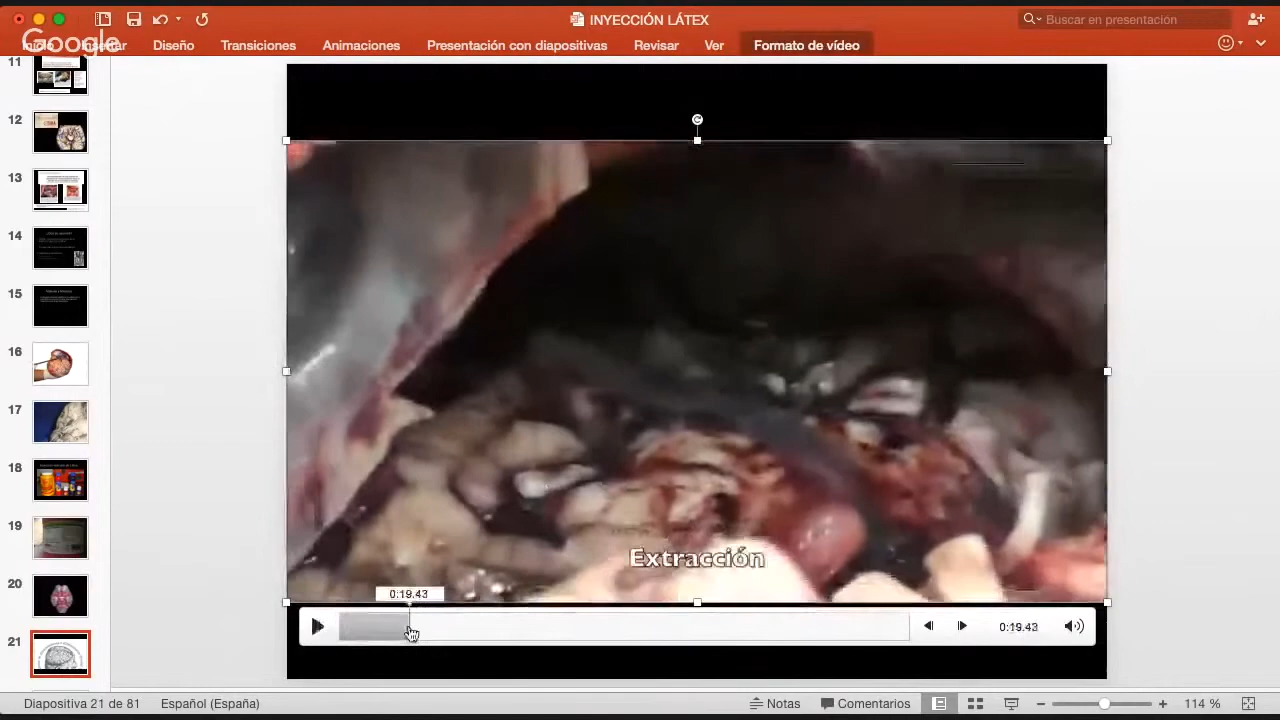 INYECCIÓN LÁTEX
Buscar en presentación
Google
Inicio Insertar Diseño Transiciones Animaciones Presentación con diapositivas Revisar Ver Formato de vídeo
11
12
13
14
15
16
17
18
19
20
21
Extracción
0:19.43
0:19.43
Diapositiva 21 de 81 Español (España) Notas Comentarios 114 %